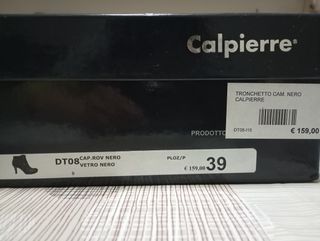 Calpierre®
TRONCHETTO CAM. NERO
CALPIERRE
DT08-I15
€ 159,00
PRODOTTO
DT08
CAP.ROV NERO
VETRO NERO
PLOZ/P
€ 159,00
39